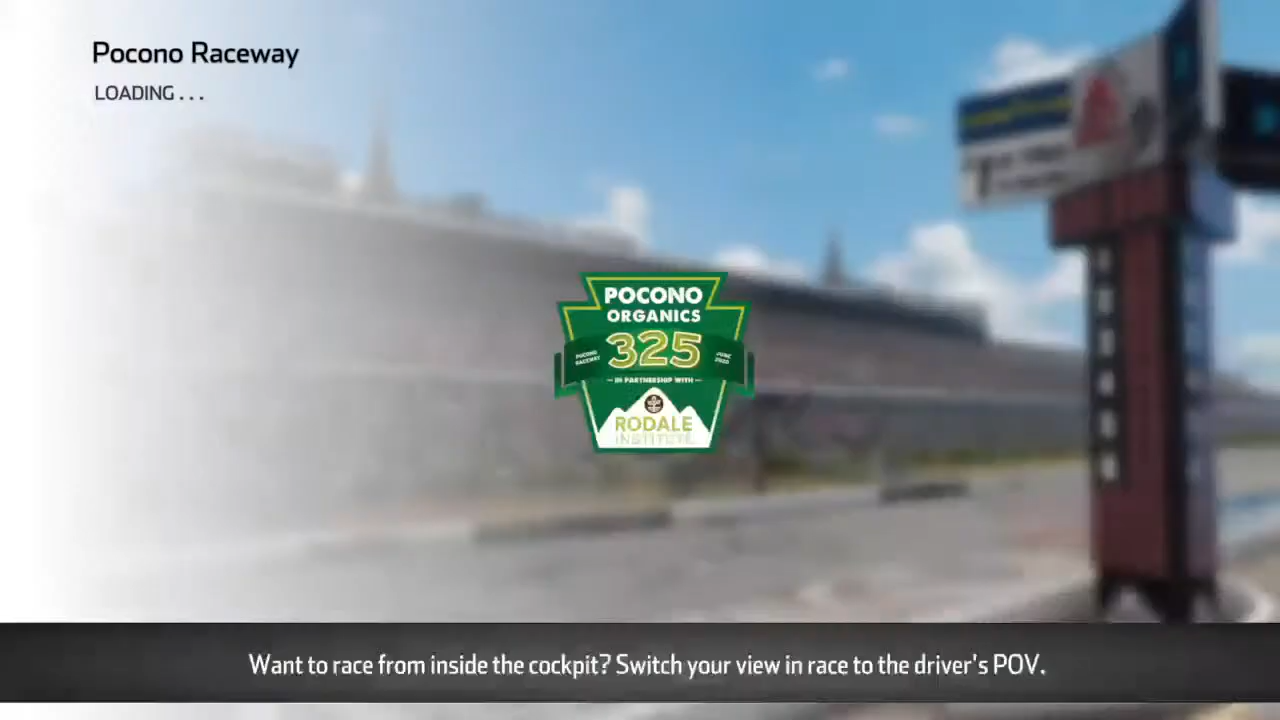 Pocono Raceway
LOADING . . .
POCONO
ORGANICS
325
POCONO
RACEWAY
JUNE
2020
— IN PARTNERSHIP WITH —
RODALE
INSTITUTE
Want to race from inside the cockpit? Switch your view in race to the driver's POV.